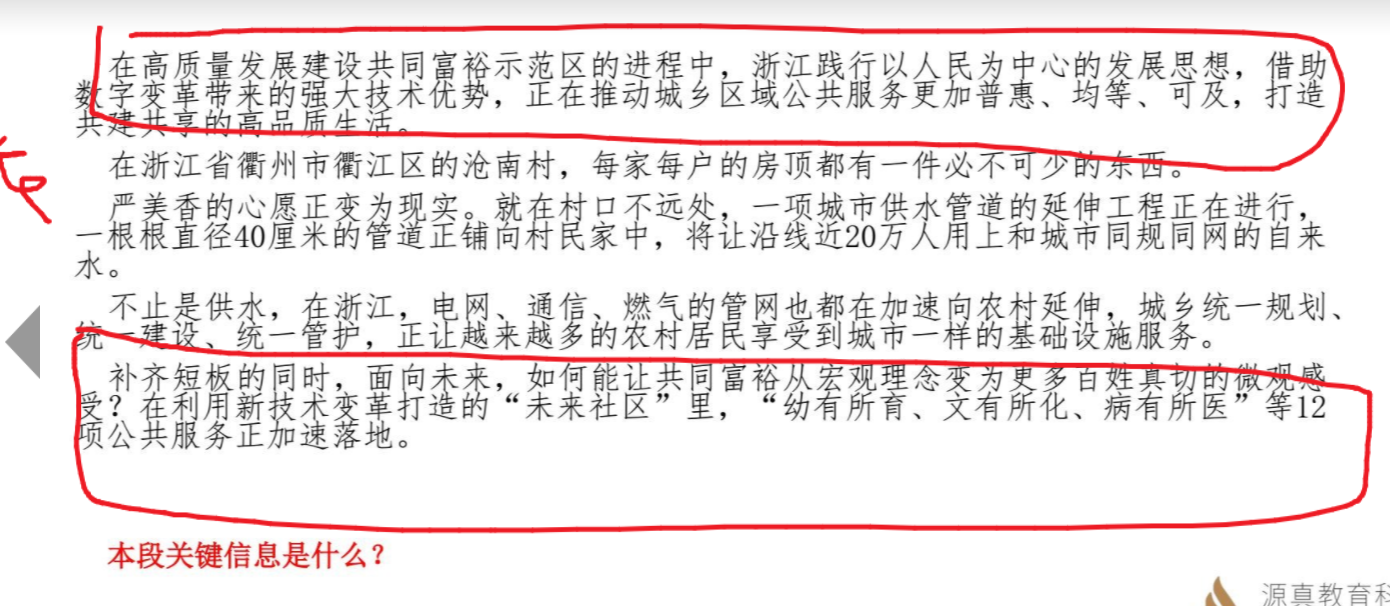 在高质量发展建设共同富裕示范区的进程中，浙江践行以人民为中心的发展思想，借助
数字变革带来的强大技术优势，正在推动城乡区域公共服务更加普惠、均等、可及，打造
共建共享的高品质生活。
在浙江省衢州市衢江区的沧南村，每家每户的房顶都有一件必不可少的东西。
严美香的心愿正变为现实。就在村口不远处，一项城市供水管道的延伸工程正在进行，
一根根直径40厘米的管道正铺向村民家中，将让沿线近20万人用上和城市同规同网的自来
水。
不止是供水，在浙江，电网、通信、燃气的管网也都在加速向农村延伸，城乡统一规划、
统一建设、统一管护，正让越来越多的农村居民享受到城市一样的基础设施服务。
补齐短板的同时，面向未来，如何能让共同富裕从宏观理念变为更多百姓真切的微观感
受？在利用新技术变革打造的“未来社区”里，“幼有所育、文有所化、病有所医”等12
项公共服务正加速落地。
本段关键信息是什么？
源真教育科